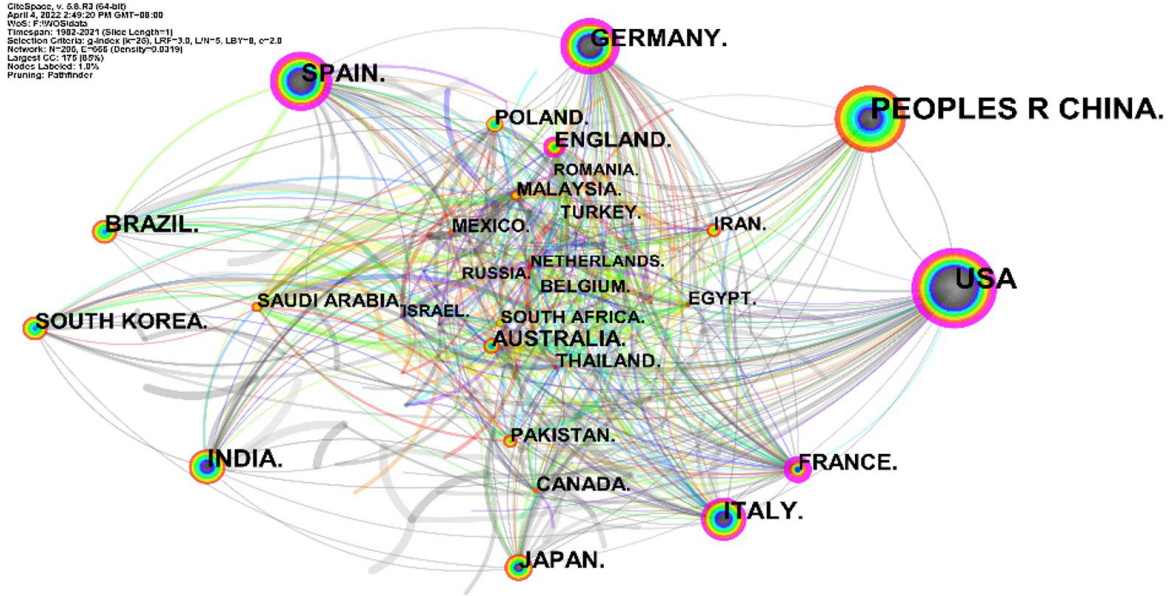 CiteSpace, v. 5.8.R3 (64-bit)
April 4, 2022 2:49:20 PM GMT+08:00
WoS: F:\WOS\data
Timespan: 1982-2021 (Slice Length=1)
Selection Criteria: g-index (k=25), LRF=3.0, L/N=5, LBY=8, e=2.0
Network: N=206, E=666 (Density=0.0319)
Largest CC: 176 (85%)
Nodes Labeled: 1.0%
Pruning: Pathfinder
GERMANY.
SPAIN.
PEOPLES R CHINA.
POLAND.
ENGLAND.
ROMANIA.
MALAYSIA.
TURKEY.
BRAZIL.
MEXICO.
IRAN.
NETHERLANDS.
RUSSIA.
USA
BELGIUM.
SAUDI ARABIA.
EGYPT.
ISRAEL.
SOUTH AFRICA.
SOUTH KOREA.
AUSTRALIA.
THAILAND.
PAKISTAN.
INDIA.
FRANCE.
CANADA.
ITALY.
JAPAN.